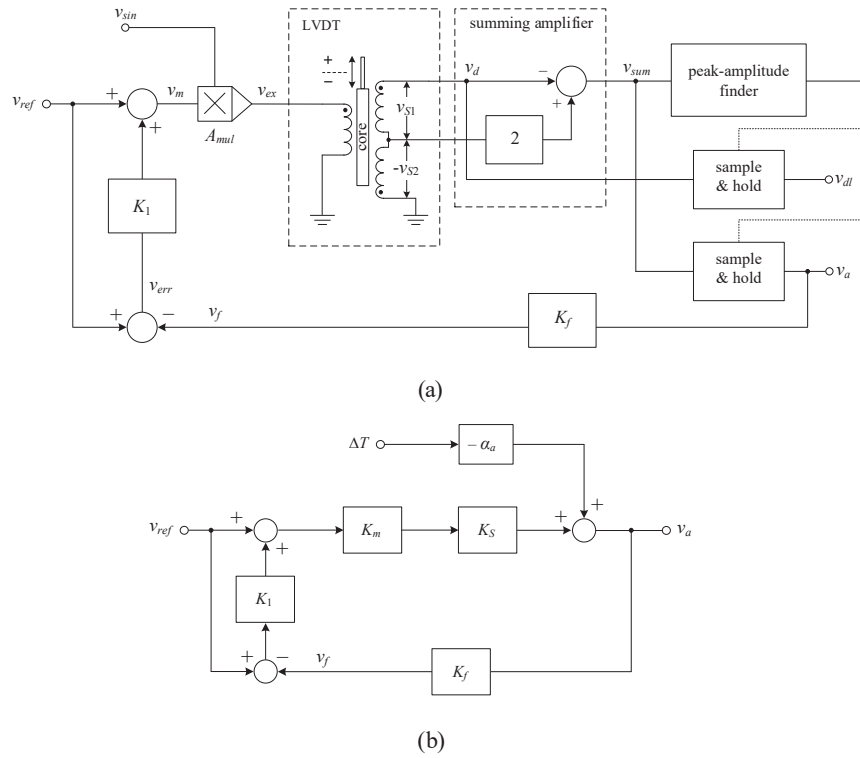 v_sin
LVDT
summing amplifier
+
−
v_ref
+
v_m
+
A_mul
v_ex
core
v_S1
-v_S2
v_d
−
+
2
v_sum
peak-amplitude
finder
sample
& hold
v_dl
K_1
v_err
sample
& hold
v_a
+
−
v_f
K_f
(a)
ΔT
− α_a
+
v_ref
+
+
K_m
K_S
+
v_a
K_1
+
−
v_f
K_f
(b)